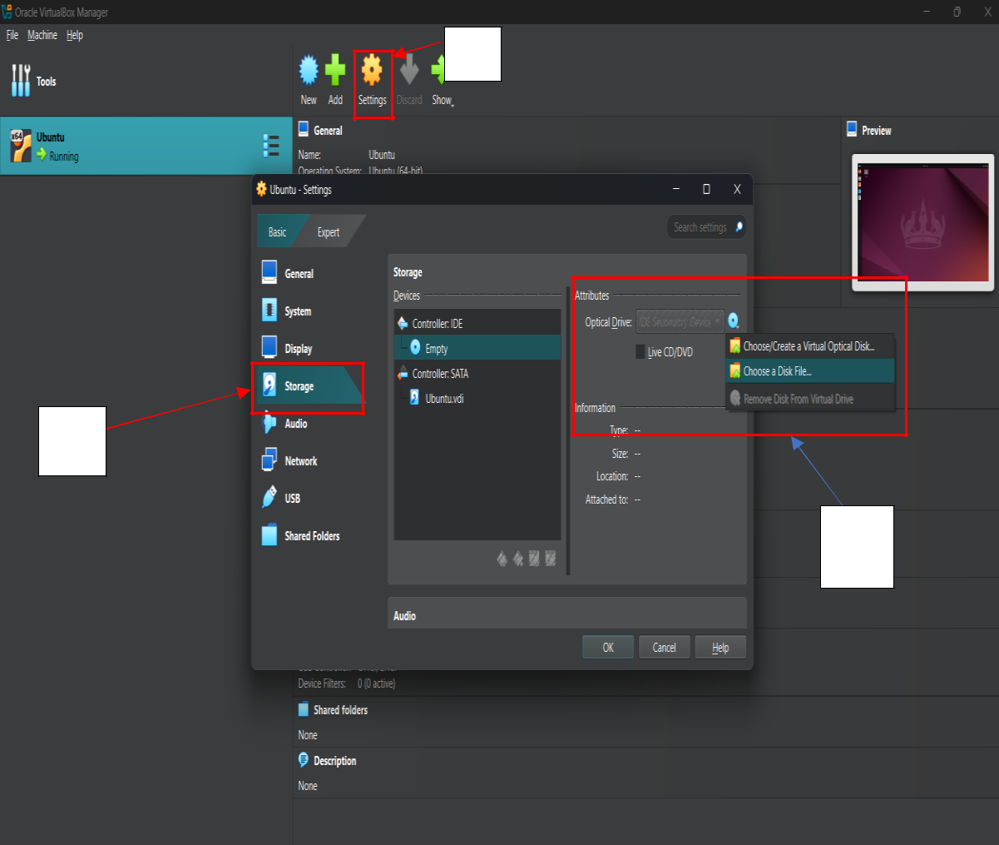 Oracle VirtualBox Manager
File Machine Help
Tools
New Add Settings Discard Show
Ubuntu
Running
General
Name: Ubuntu
Operating System: Ubuntu (64-bit)
Preview
Ubuntu - Settings
Basic Expert
Search settings
General
System
Display
Storage
Audio
Network
USB
Shared Folders
Storage
Devices
Controller: IDE
Empty
Controller: SATA
Ubuntu.vdi
Attributes
Optical Drive: IDE Secondary Device
Live CD/DVD
Choose/Create a Virtual Optical Disk...
Choose a Disk File...
Remove Disk From Virtual Drive
Information
Type: --
Size: --
Location: --
Attached to: --
Audio
OK Cancel Help
Device Filters: 0 (0 active)
Shared folders
None
Description
None